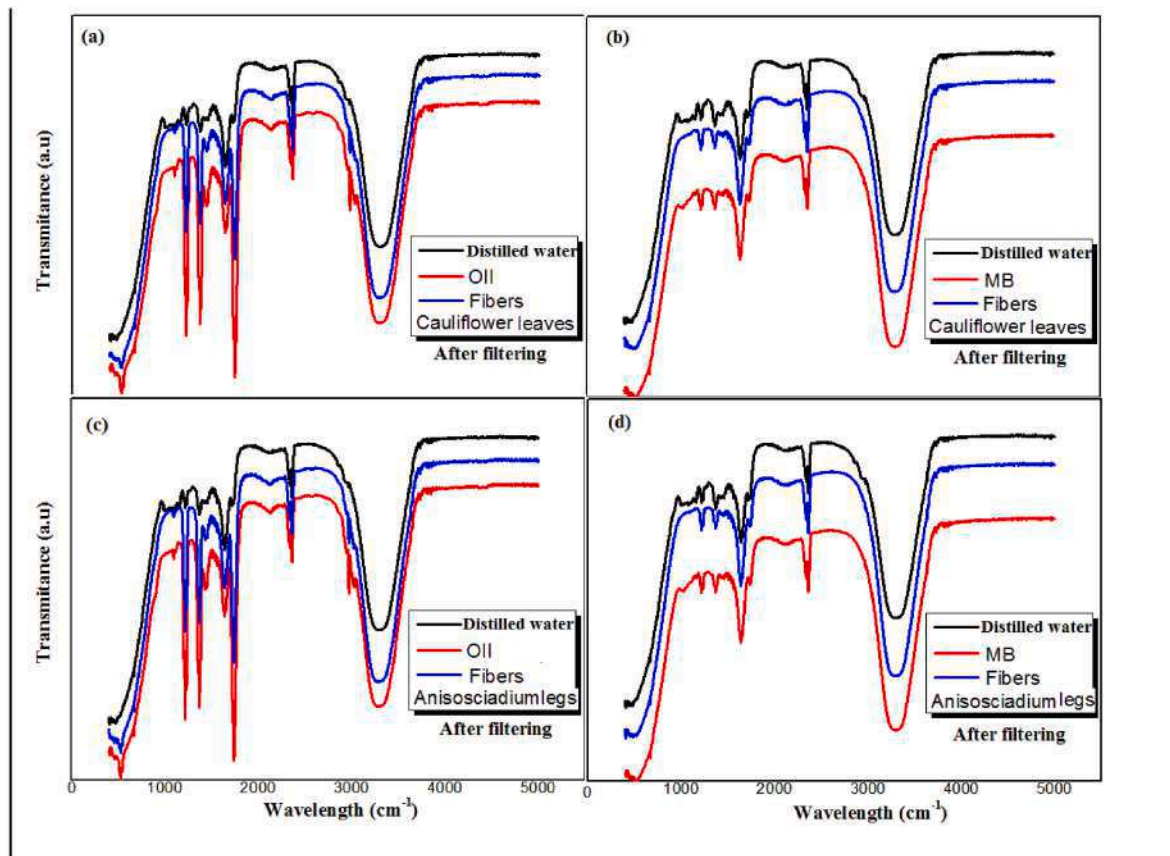 (a)
Transmitance (a.u)
Distilled water
OII
Fibers
Cauliflower leaves
After filtering
(b)
Distilled water
MB
Fibers
Cauliflower leaves
After filtering
(c)
Transmitance (a.u)
Distilled water
OII
Fibers
Anisosciadium legs
After filtering
0 1000 2000 3000 4000 5000
Wavelength (cm-1)
(d)
Distilled water
MB
Fibers
Anisosciadium legs
After filtering
0 1000 2000 3000 4000 5000
Wavelength (cm-1)